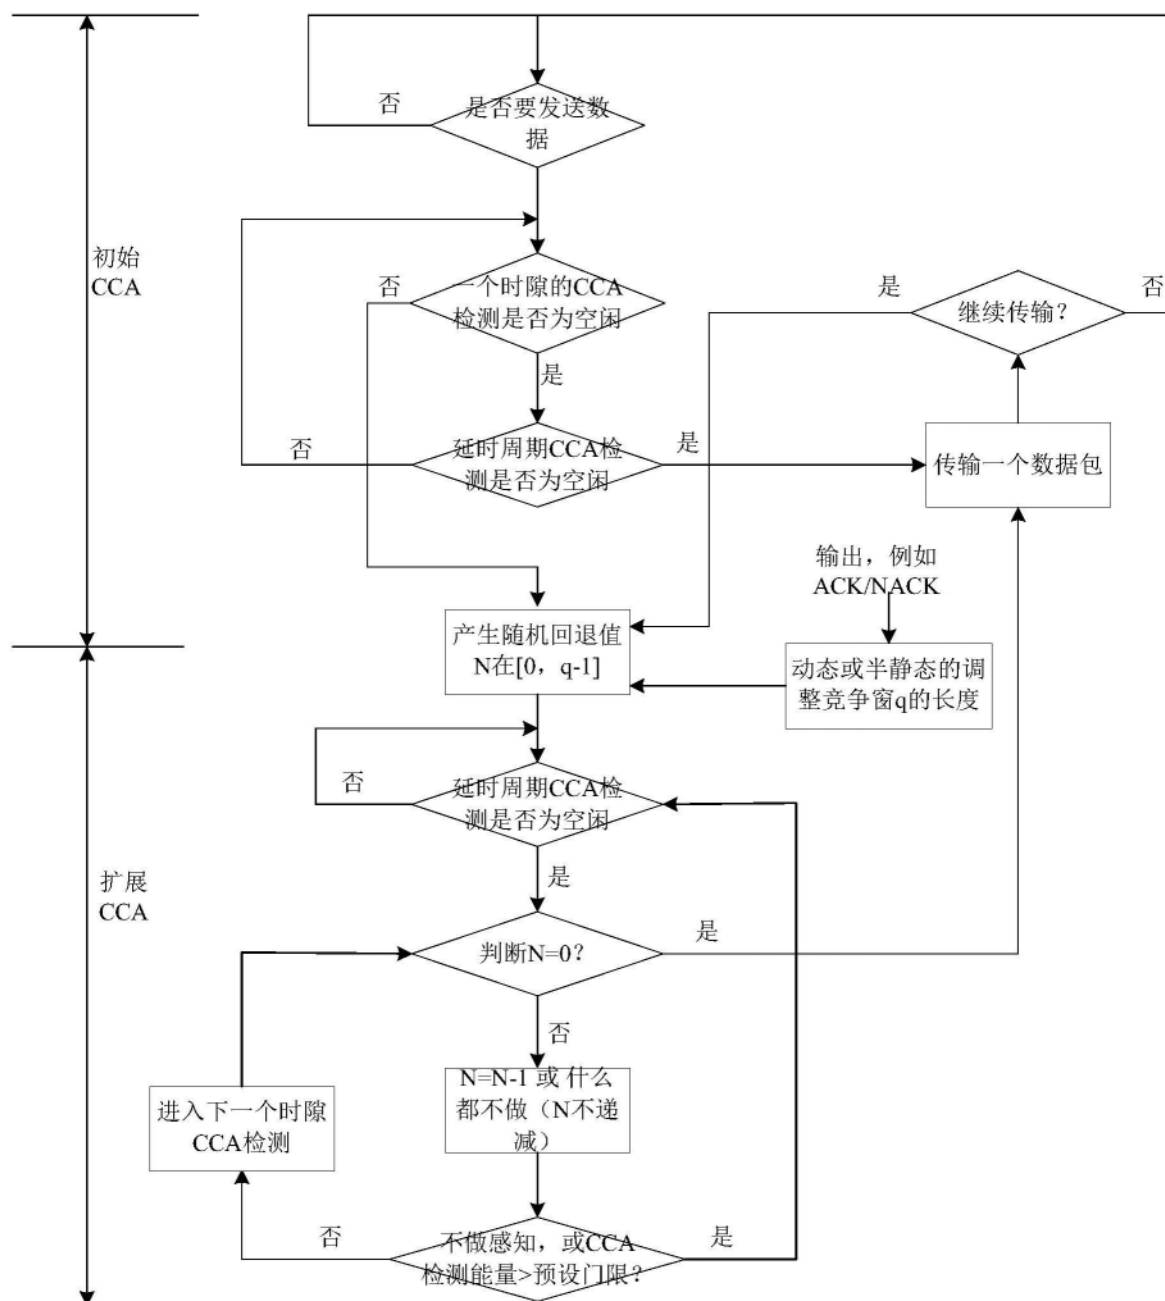 否
是否要发送数
据
初始
CCA
否
一个时隙的CCA
检测是否为空闲
是
是
继续传输？
否
否
延时周期CCA检
测是否为空闲
是
传输一个数据包
输出，例如
ACK/NACK
产生随机回退值
N在[0，q-1]
动态或半静态的调
整竞争窗q的长度
否
延时周期CCA检
测是否为空闲
是
扩展
CCA
判断N=0？
是
否
N=N-1 或 什么
都不做（N不递
减）
进入下一个时隙
CCA检测
否
不做感知，或CCA
检测能量>预设门限？
是